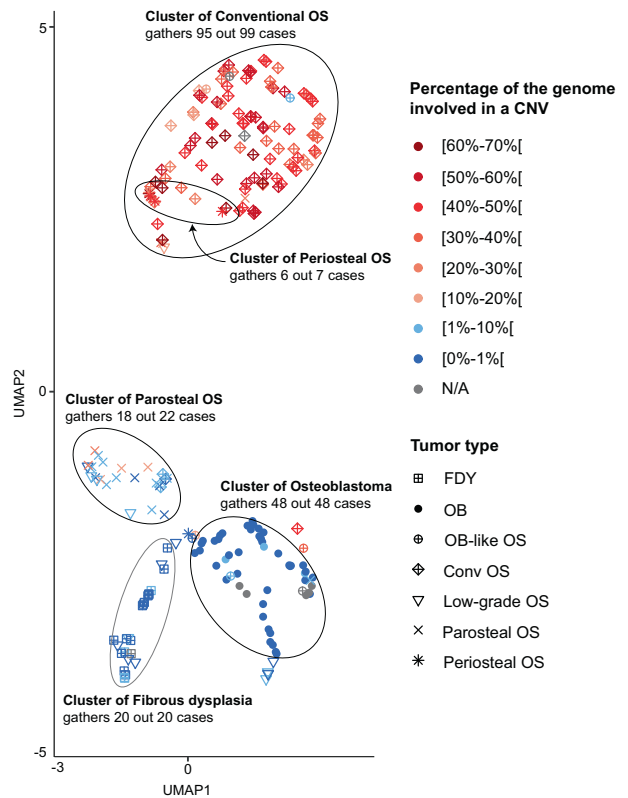 Cluster of Conventional OS
gathers 95 out 99 cases
5
Percentage of the genome
involved in a CNV
[60%-70%[
[50%-60%[
[40%-50%[
[30%-40%[
[20%-30%[
[10%-20%[
[1%-10%[
[0%-1%[
N/A
Cluster of Periosteal OS
gathers 6 out 7 cases
UMAP2
0
Cluster of Parosteal OS
gathers 18 out 22 cases
Tumor type
FDY
OB
OB-like OS
Conv OS
Low-grade OS
Parosteal OS
Periosteal OS
Cluster of Osteoblastoma
gathers 48 out 48 cases
Cluster of Fibrous dysplasia
gathers 20 out 20 cases
-5
-3
0
UMAP1